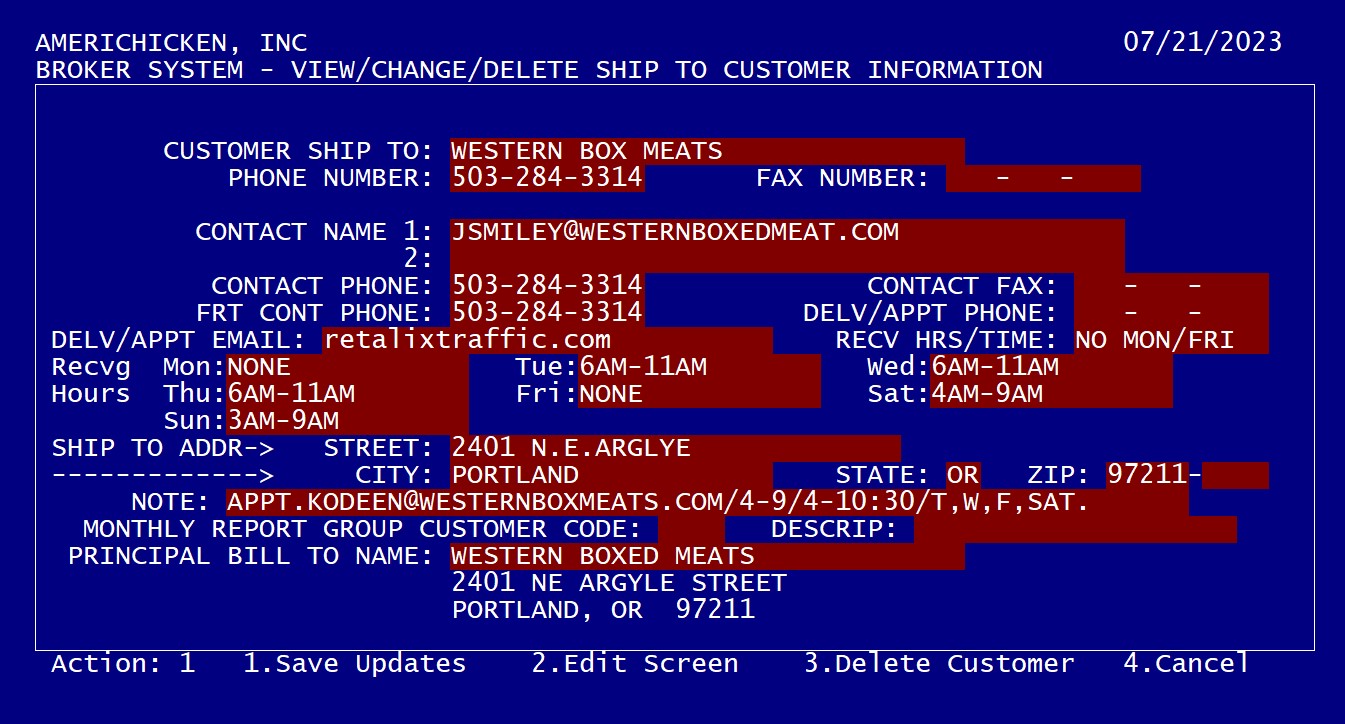 AMERICHICKEN, INC 07/21/2023
BROKER SYSTEM - VIEW/CHANGE/DELETE SHIP TO CUSTOMER INFORMATION
CUSTOMER SHIP TO: WESTERN BOX MEATS
PHONE NUMBER: 503-284-3314 FAX NUMBER: - -
CONTACT NAME 1: JSMILEY@WESTERNBOXEDMEAT.COM
2:
CONTACT PHONE: 503-284-3314 CONTACT FAX: - -
FRT CONT PHONE: 503-284-3314 DELV/APPT PHONE: - -
DELV/APPT EMAIL: retalixtraffic.com RECV HRS/TIME: NO MON/FRI
Recvg Mon:NONE Tue:6AM-11AM Wed:6AM-11AM
Hours Thu:6AM-11AM Fri:NONE Sat:4AM-9AM
Sun:3AM-9AM
SHIP TO ADDR-> STREET: 2401 N.E.ARGLYE
-------------> CITY: PORTLAND STATE: OR ZIP: 97211-
NOTE: APPT.KODEEN@WESTERNBOXMEATS.COM/4-9/4-10:30/T,W,F,SAT.
MONTHLY REPORT GROUP CUSTOMER CODE: DESCRIP:
PRINCIPAL BILL TO NAME: WESTERN BOXED MEATS
2401 NE ARGYLE STREET
PORTLAND, OR 97211
Action: 1 1.Save Updates 2.Edit Screen 3.Delete Customer 4.Cancel